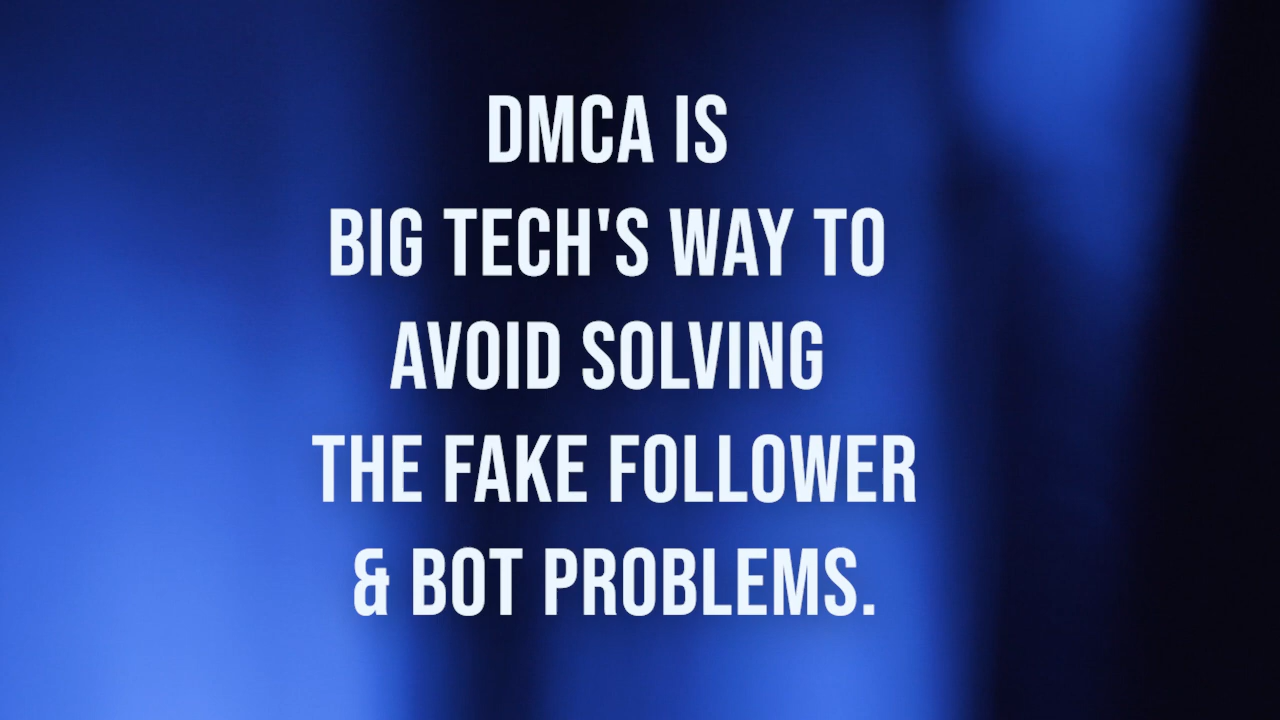 DMCA IS
BIG TECH'S WAY TO
AVOID SOLVING
THE FAKE FOLLOWER
& BOT PROBLEMS.